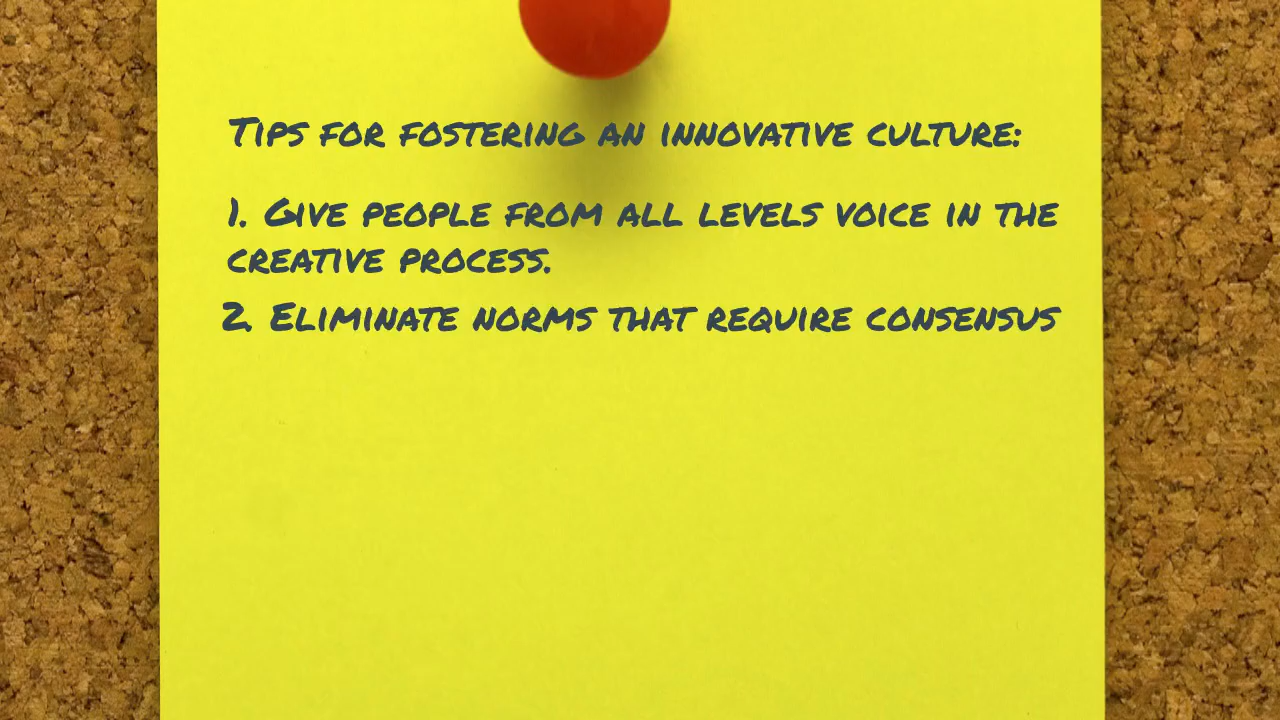 Tips for fostering an innovative culture:
1. Give people from all levels voice in the
creative process.
2. Eliminate norms that require consensus